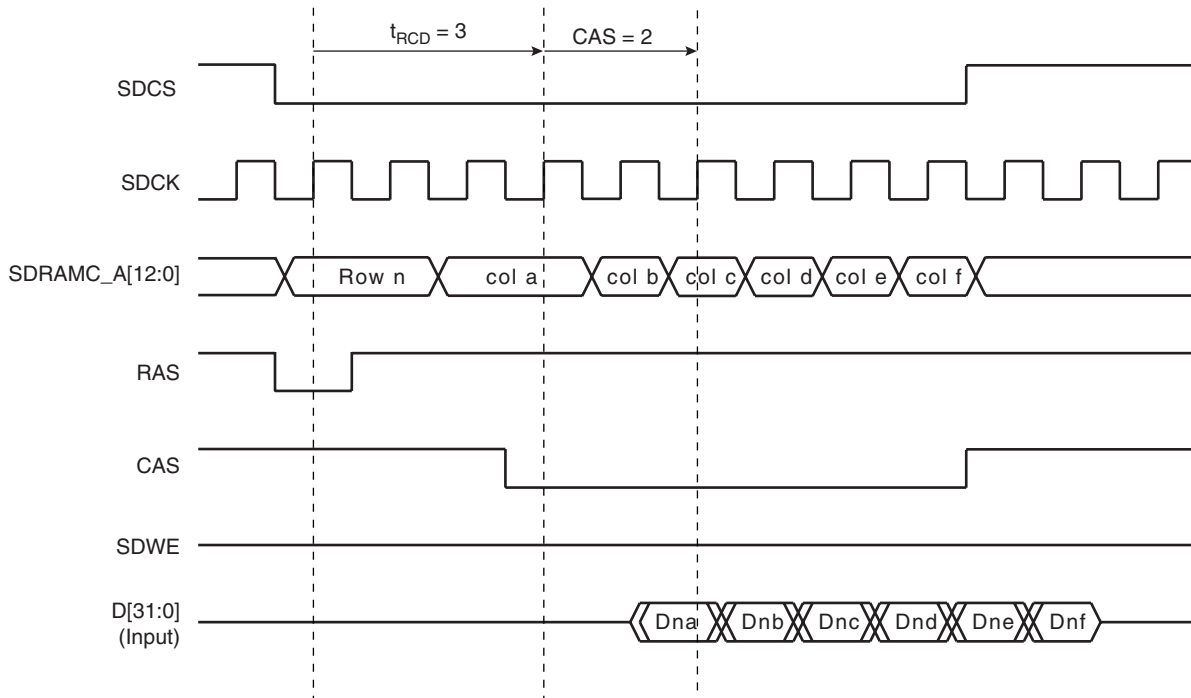 tRCD = 3
CAS = 2
SDCS
SDCK
SDRAMC_A[12:0]
Row n
col a
col b
col c
col d
col e
col f
RAS
CAS
SDWE
D[31:0]
(Input)
Dna
Dnb
Dnc
Dnd
Dne
Dnf